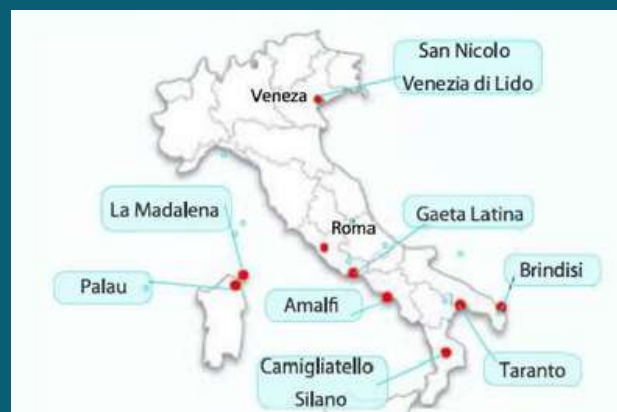 San Nicolo
Venezia di Lido
Veneza
La Madalena
Roma
Gaeta Latina
Palau
Amalfi
Brindisi
Camigliatello
Silano
Taranto